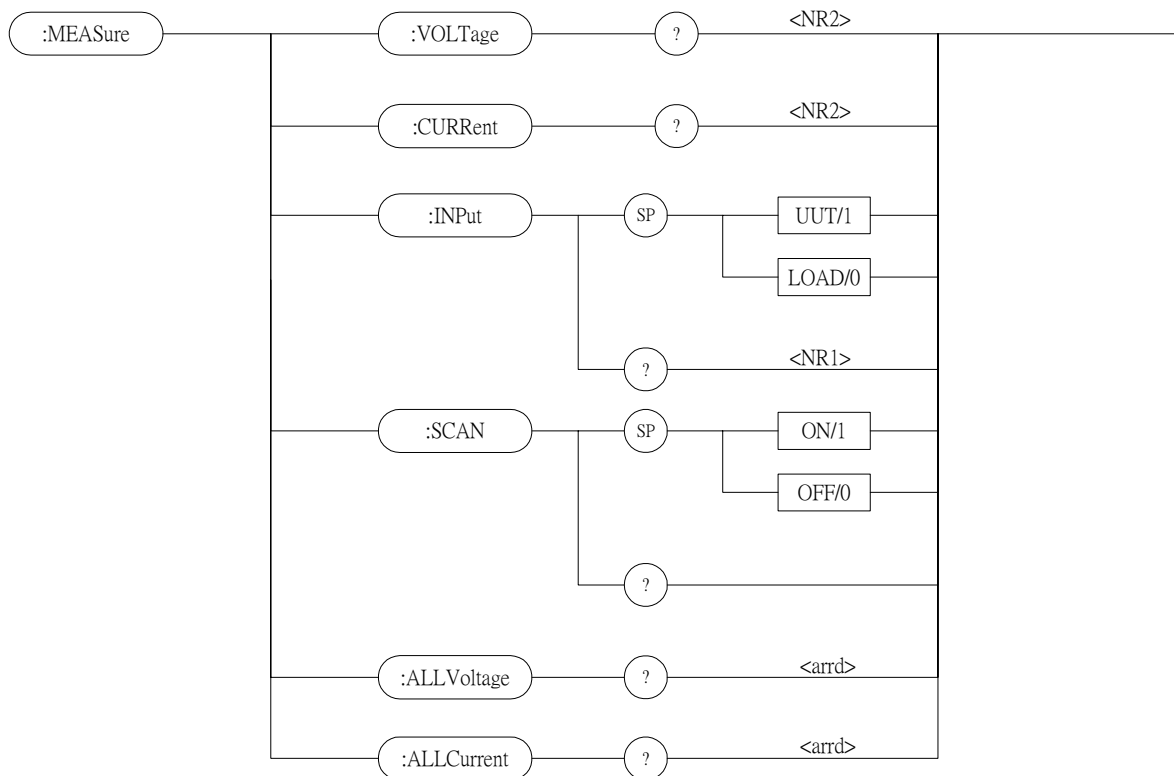 :MEASure :VOLTage ? <NR2>
:CURRent ? <NR2>
:INPut SP UUT/1
LOAD/0
? <NR1>
:SCAN SP ON/1
OFF/0
?
:ALLVoltage ? <arrd>
:ALLCurrent ? <arrd>